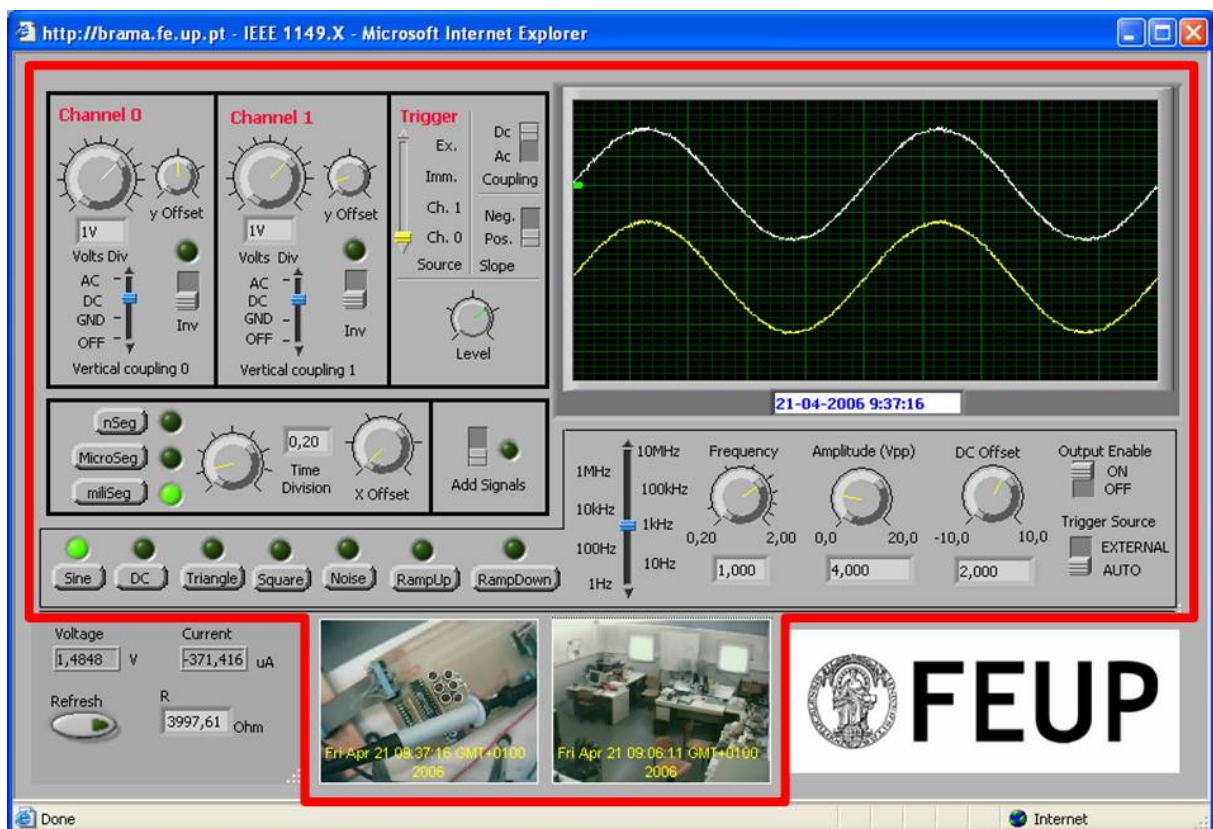 http://brama.fe.up.pt - IEEE 1149.X - Microsoft Internet Explorer
Channel 0
y Offset
1V
Volts Div
AC
DC
GND
OFF
Inv
Vertical coupling 0
Channel 1
y Offset
1V
Volts Div
AC
DC
GND
OFF
Inv
Vertical coupling 1
Trigger
Ex.
Imm.
Ch. 1
Ch. 0
Source
Dc
Ac
Coupling
Neg.
Pos.
Slope
Level
21-04-2006 9:37:16
nSeg
MicroSeg
miliSeg
0,20
Time
Division
X Offset
Add Signals
Sine
DC
Triangle
Square
Noise
RampUp
RampDown
10MHz
1MHz
100kHz
10kHz
1kHz
100Hz
10Hz
1Hz
Frequency
0,20 2,00
1,000
Amplitude (Vpp)
0,0 20,0
4,000
DC Offset
-10,0 10,0
2,000
Output Enable
ON
OFF
Trigger Source
EXTERNAL
AUTO
Voltage
1,4848 V
Current
-371,416 uA
Refresh
R
3997,61 Ohm
Fri Apr 21 09:37:16 GMT+0100
2006
Fri Apr 21 09:06:11 GMT+0100
2006
FEUP
Done
Internet